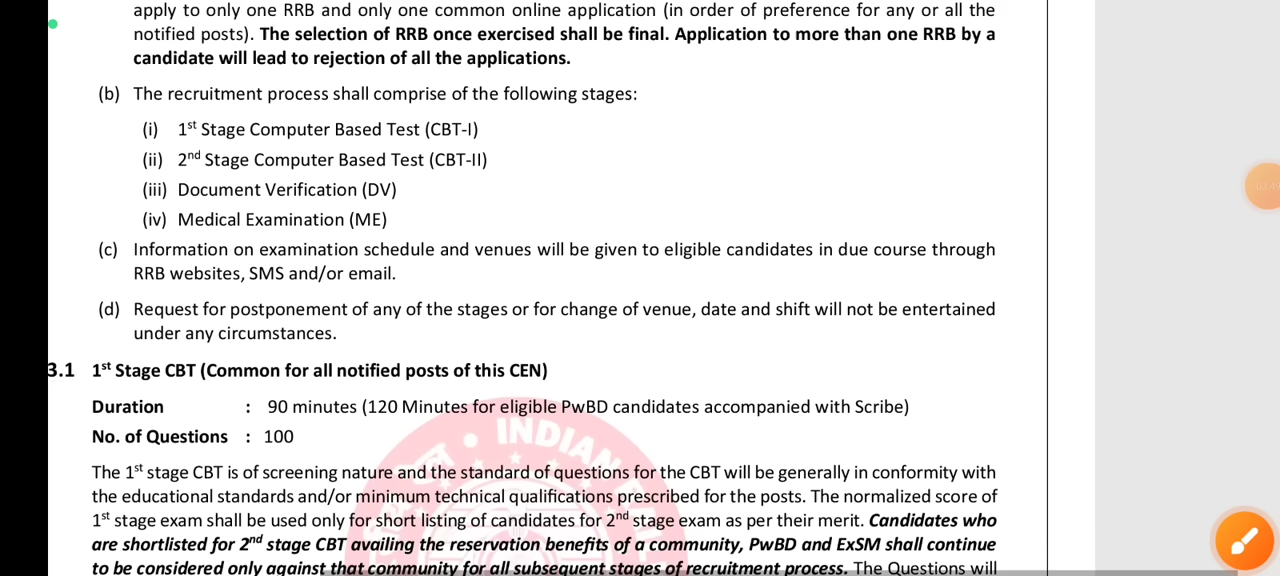 apply to only one RRB and only one common online application (in order of preference for any or all the
notified posts). The selection of RRB once exercised shall be final. Application to more than one RRB by a
candidate will lead to rejection of all the applications.
(b) The recruitment process shall comprise of the following stages:
(i) 1st Stage Computer Based Test (CBT-I)
(ii) 2nd Stage Computer Based Test (CBT-II)
(iii) Document Verification (DV)
(iv) Medical Examination (ME)
(c) Information on examination schedule and venues will be given to eligible candidates in due course through
RRB websites, SMS and/or email.
(d) Request for postponement of any of the stages or for change of venue, date and shift will not be entertained
under any circumstances.
3.1 1st Stage CBT (Common for all notified posts of this CEN)
Duration : 90 minutes (120 Minutes for eligible PwBD candidates accompanied with Scribe)
No. of Questions : 100
INDIAN
The 1st stage CBT is of screening nature and the standard of questions for the CBT will be generally in conformity with
the educational standards and/or minimum technical qualifications prescribed for the posts. The normalized score of
1st stage exam shall be used only for short listing of candidates for 2nd stage exam as per their merit. Candidates who
are shortlisted for 2nd stage CBT availing the reservation benefits of a community, PwBD and ExSM shall continue
to be considered only against that community for all subsequent stages of recruitment process. The Questions will